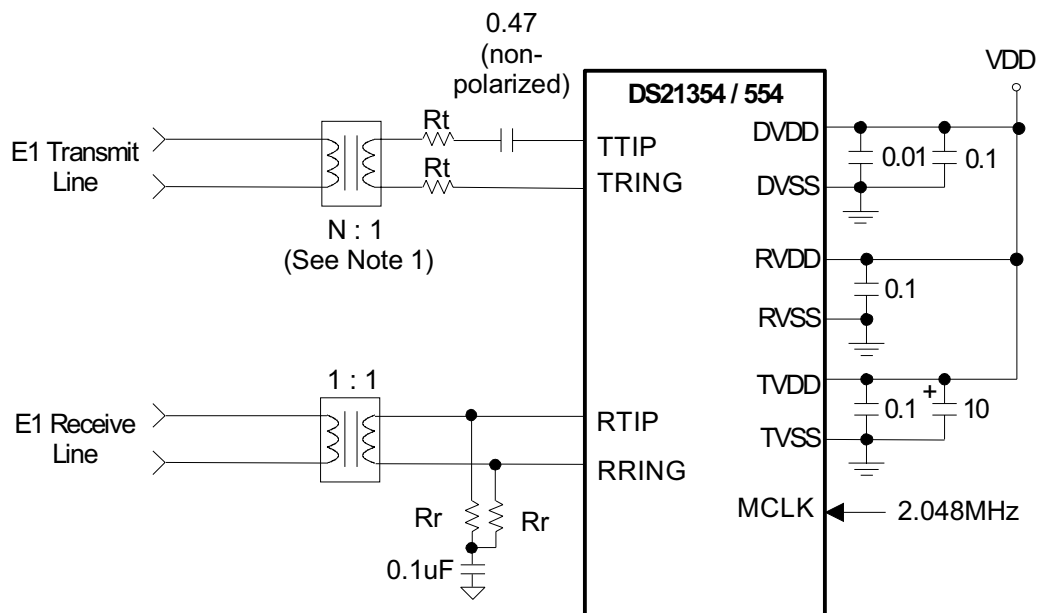 0.47
(non-
polarized)
VDD
DS21354 / 554
E1 Transmit
Line
Rt
Rt
TTIP
TRING
DVDD
DVSS
0.01
0.1
N : 1
(See Note 1)
RVDD
RVSS
0.1
1 : 1
E1 Receive
Line
RTIP
RRING
TVDD
TVSS
0.1
+
10
Rr
Rr
0.1uF
MCLK
2.048MHz